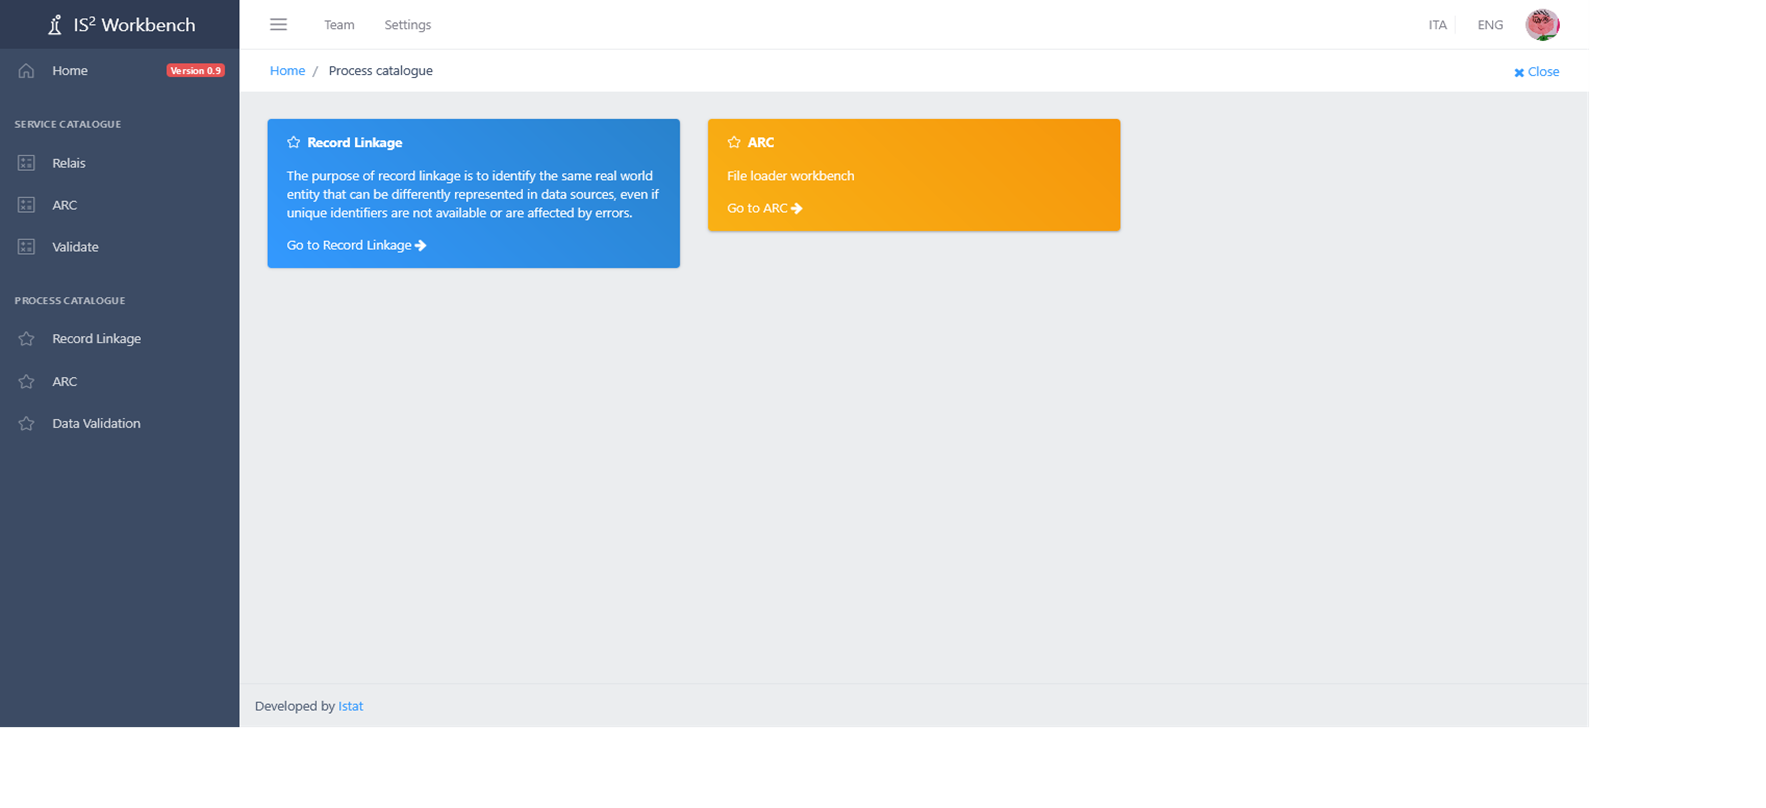 IS² Workbench
Team
Settings
ITA
ENG
Home
Version 0.9
Home / Process catalogue
Close
SERVICE CATALOGUE
Relais
ARC
Validate
PROCESS CATALOGUE
Record Linkage
ARC
Data Validation
Record Linkage
The purpose of record linkage is to identify the same real world
entity that can be differently represented in data sources, even if
unique identifiers are not available or are affected by errors.
Go to Record Linkage
ARC
File loader workbench
Go to ARC
Developed by Istat